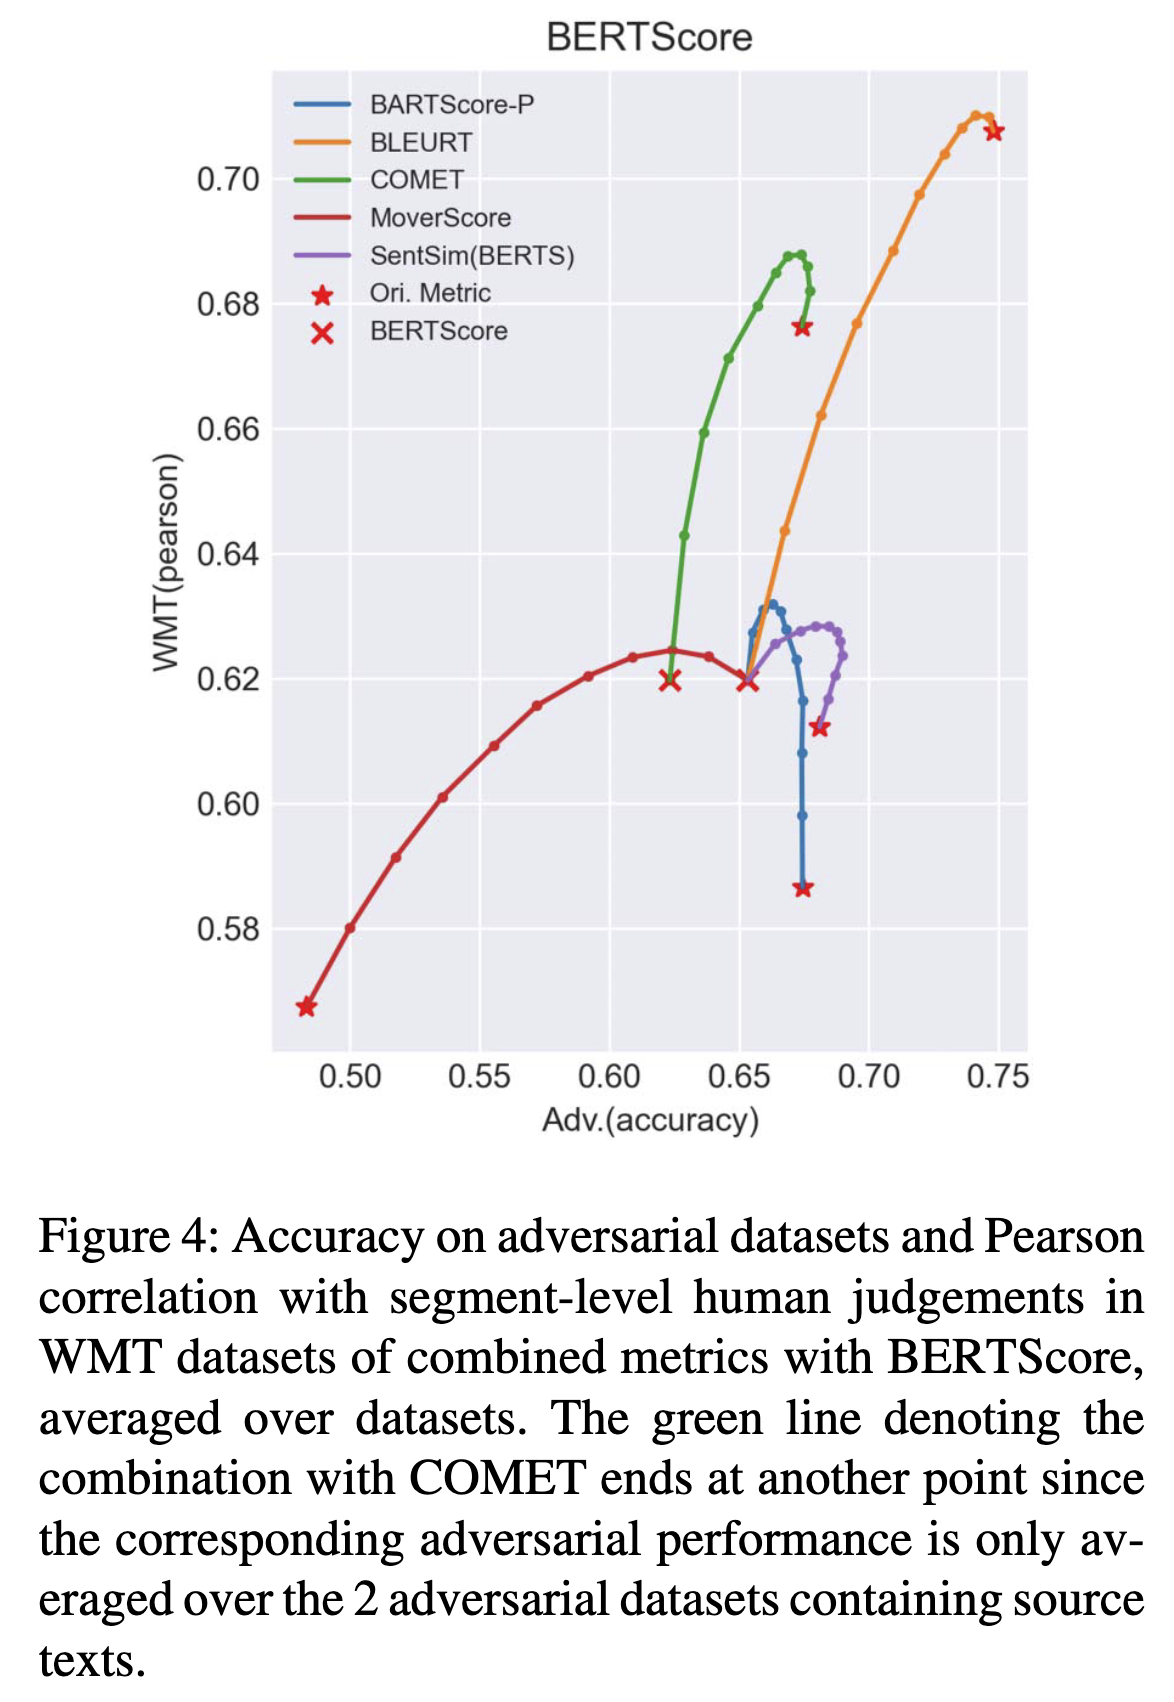 BERTScore
BARTScore-P
BLEURT
COMET
MoverScore
SentSim(BERTS)
Ori. Metric
BERTScore
0.70
0.68
0.66
0.64
0.62
0.60
0.58
WMT(pearson)
0.50 0.55 0.60 0.65 0.70 0.75
Adv.(accuracy)
Figure 4: Accuracy on adversarial datasets and Pearson
correlation with segment-level human judgements in
WMT datasets of combined metrics with BERTScore,
averaged over datasets. The green line denoting the
combination with COMET ends at another point since
the corresponding adversarial performance is only av-
eraged over the 2 adversarial datasets containing source
texts.